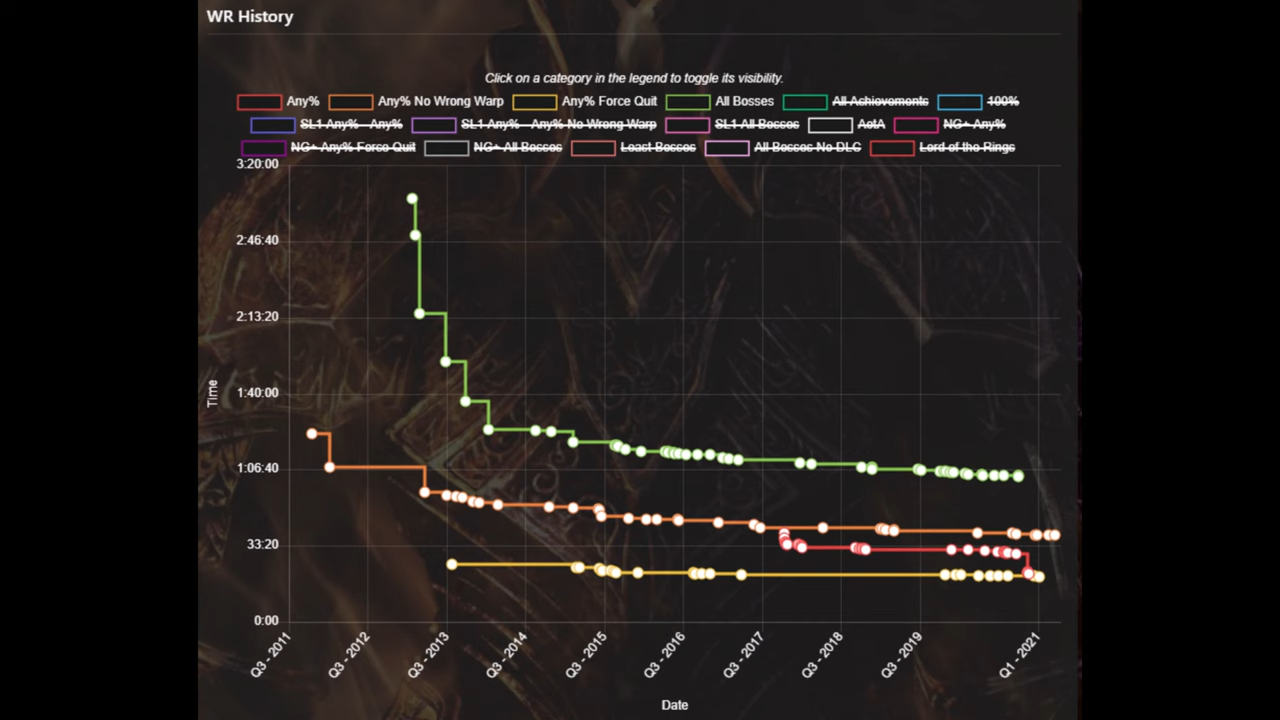 WR History
Click on a category in the legend to toggle its visibility.
Any% Any% No Wrong Warp Any% Force Quit All Bosses All Achievements 100%
SL1 Any% - Any% SL1 Any% - Any% No Wrong Warp SL1 All Bosses AotA NG+ Any%
NG+ Any% Force Quit NG+ All Bosses Least Bosses All Bosses No DLC Lord of the Rings
3:20:00
2:46:40
2:13:20
1:40:00
1:06:40
33:20
0:00
Time
Q3 - 2011 Q3 - 2012 Q3 - 2013 Q3 - 2014 Q3 - 2015 Q3 - 2016 Q3 - 2017 Q3 - 2018 Q3 - 2019 Q1 - 2021
Date